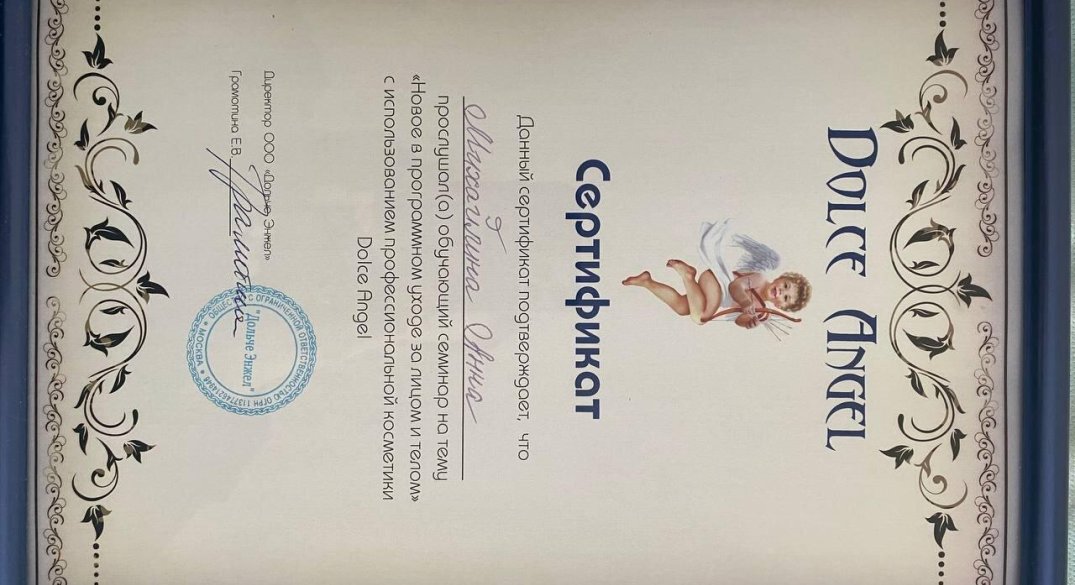 DOLCE ANGEL
Сертификат
Данный сертификат подтверждает, что
Анна
прослушал(а) обучающий семинар на тему
«Новое в программном уходе за лицом и телом»
с использованием профессиональной косметики
Dolce Angel
Директор ООО «Дольче Энжел»
Грамотина Е.В.
"Дольче Энжел"
МОСКВА